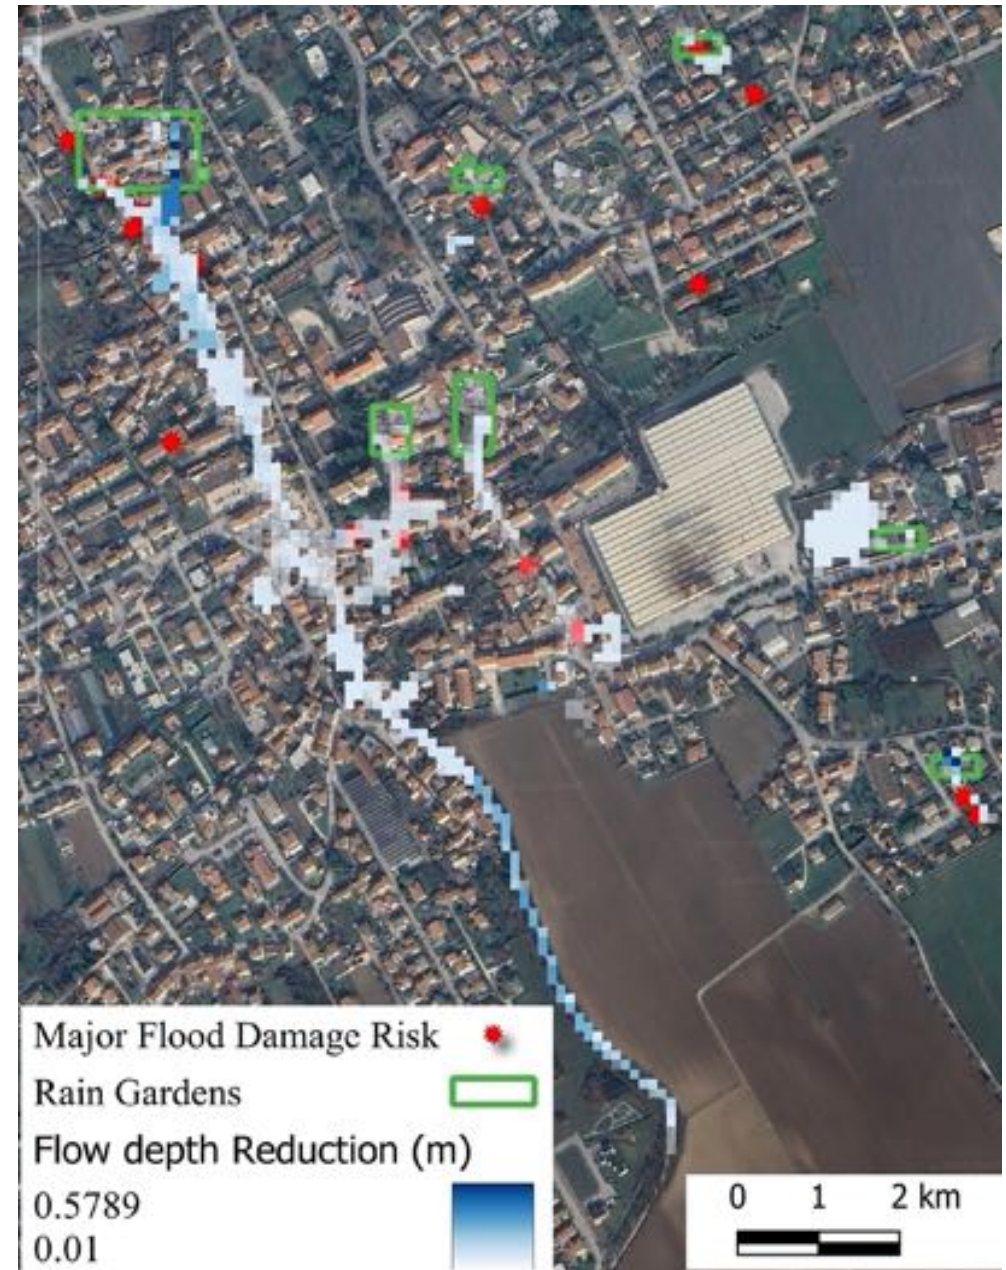 Major Flood Damage Risk
Rain Gardens
Flow depth Reduction (m)
0.5789
0.01
0 1 2 km